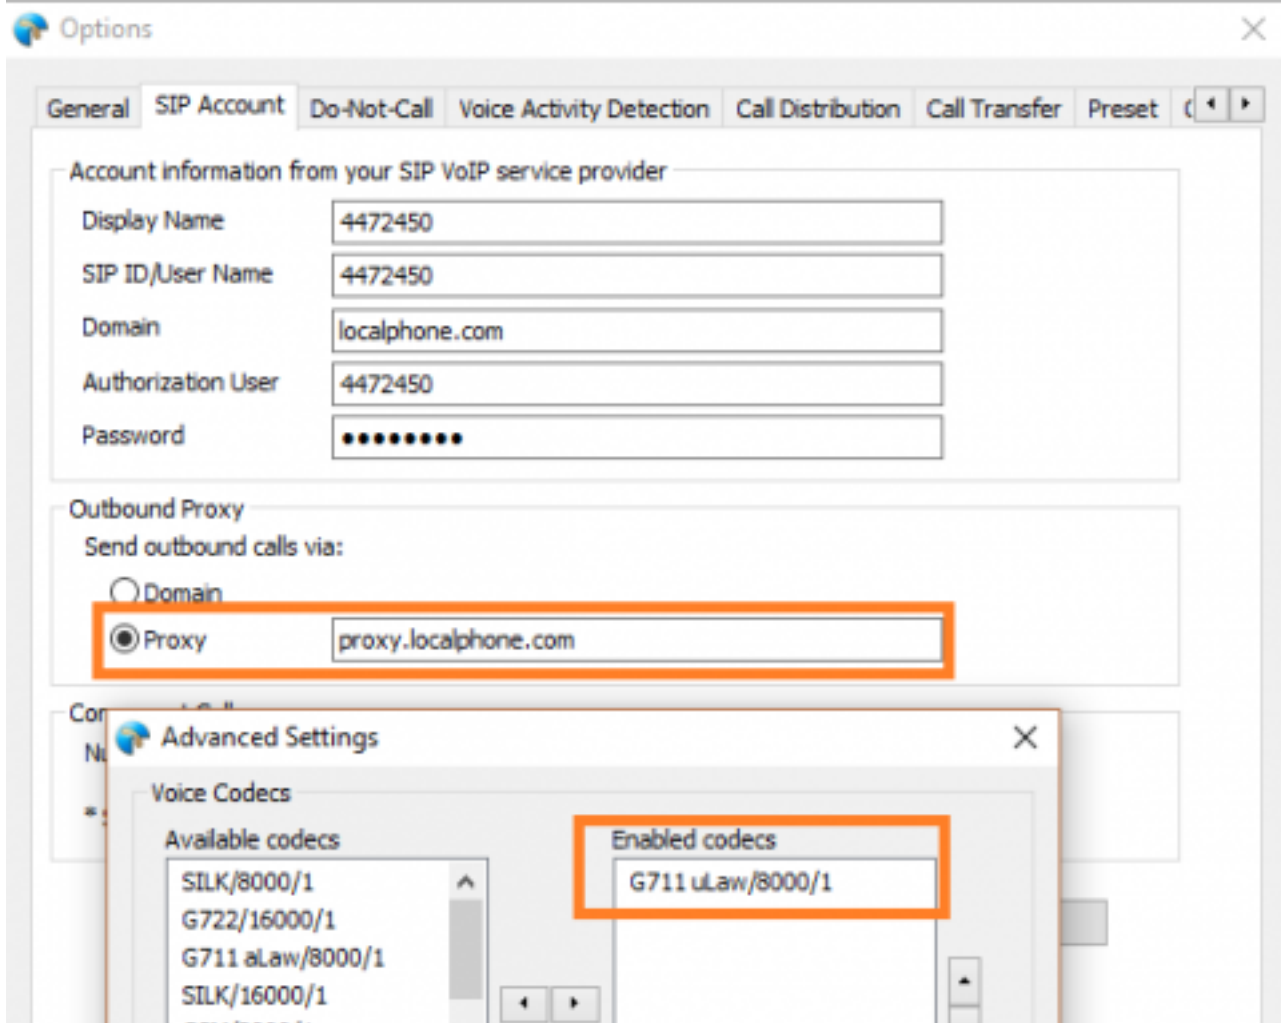 Options
General SIP Account Do-Not-Call Voice Activity Detection Call Distribution Call Transfer Preset
Account information from your SIP VoIP service provider
Display Name 4472450
SIP ID/User Name 4472450
Domain localphone.com
Authorization User 4472450
Password ••••••••
Outbound Proxy
Send outbound calls via:
Domain
Proxy proxy.localphone.com
Advanced Settings
Voice Codecs
Available codecs Enabled codecs
SILK/8000/1 G711 uLaw/8000/1
G722/16000/1
G711 aLaw/8000/1
SILK/16000/1